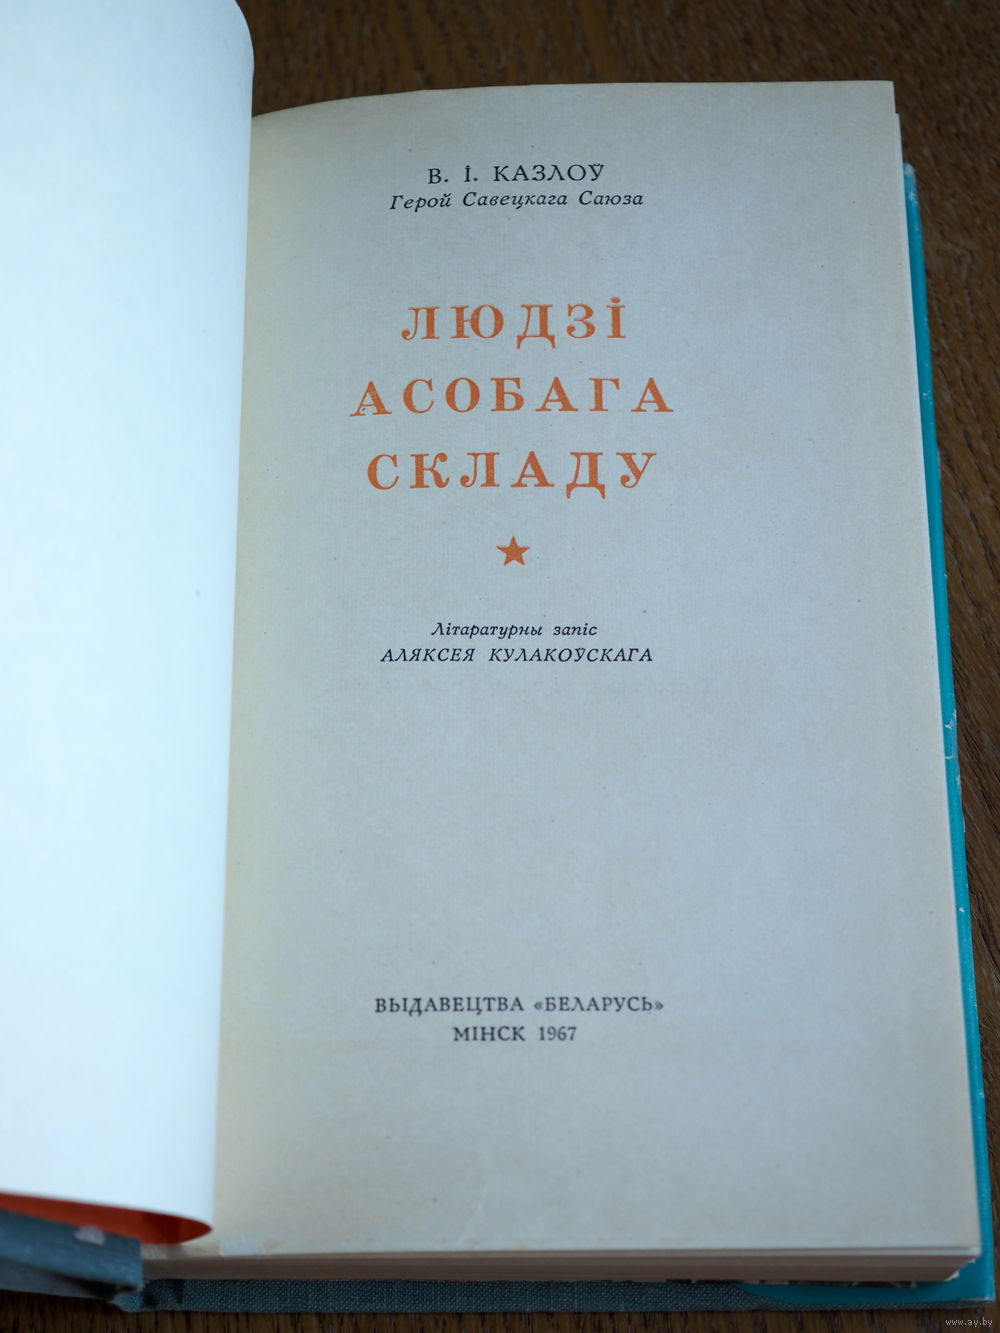 В. І. КАЗЛОЎ
Герой Савецкага Саюза
ЛЮДЗІ
АСОБАГА
СКЛАДУ
Літаратурны запіс
АЛЯКСЕЯ КУЛАКОЎСКАГА
ВЫДАВЕЦТВА «БЕЛАРУСЬ»
МІНСК 1967
www.ay.by